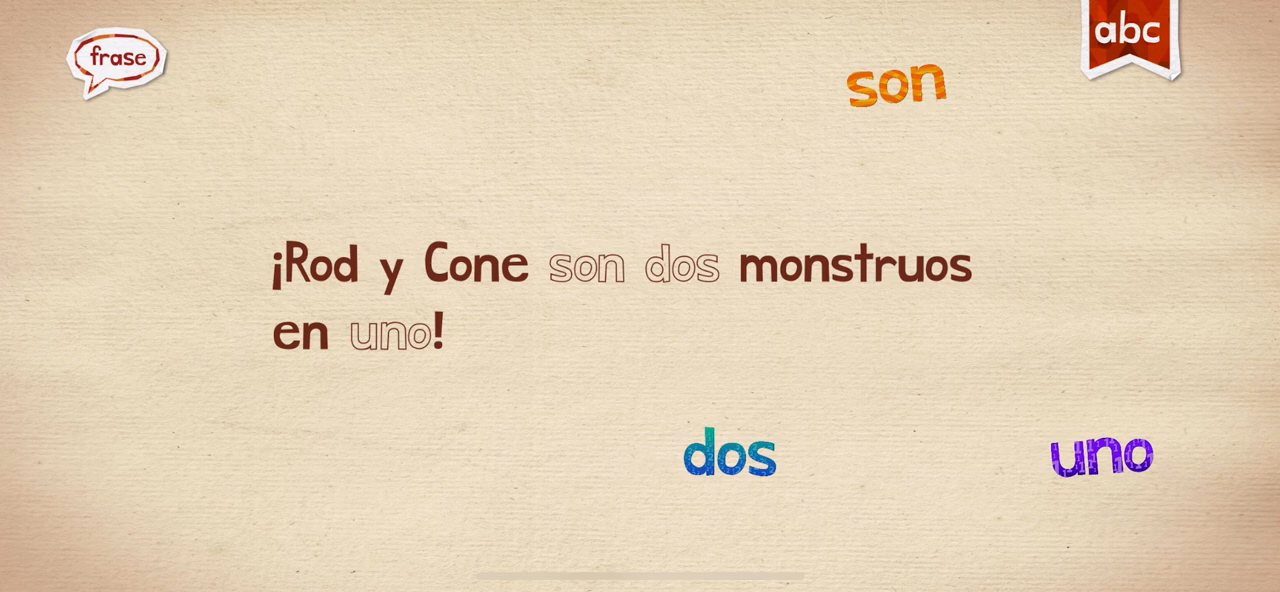 frase
abc
son
¡Rod y Cone son dos monstruos
en uno!
dos
uno